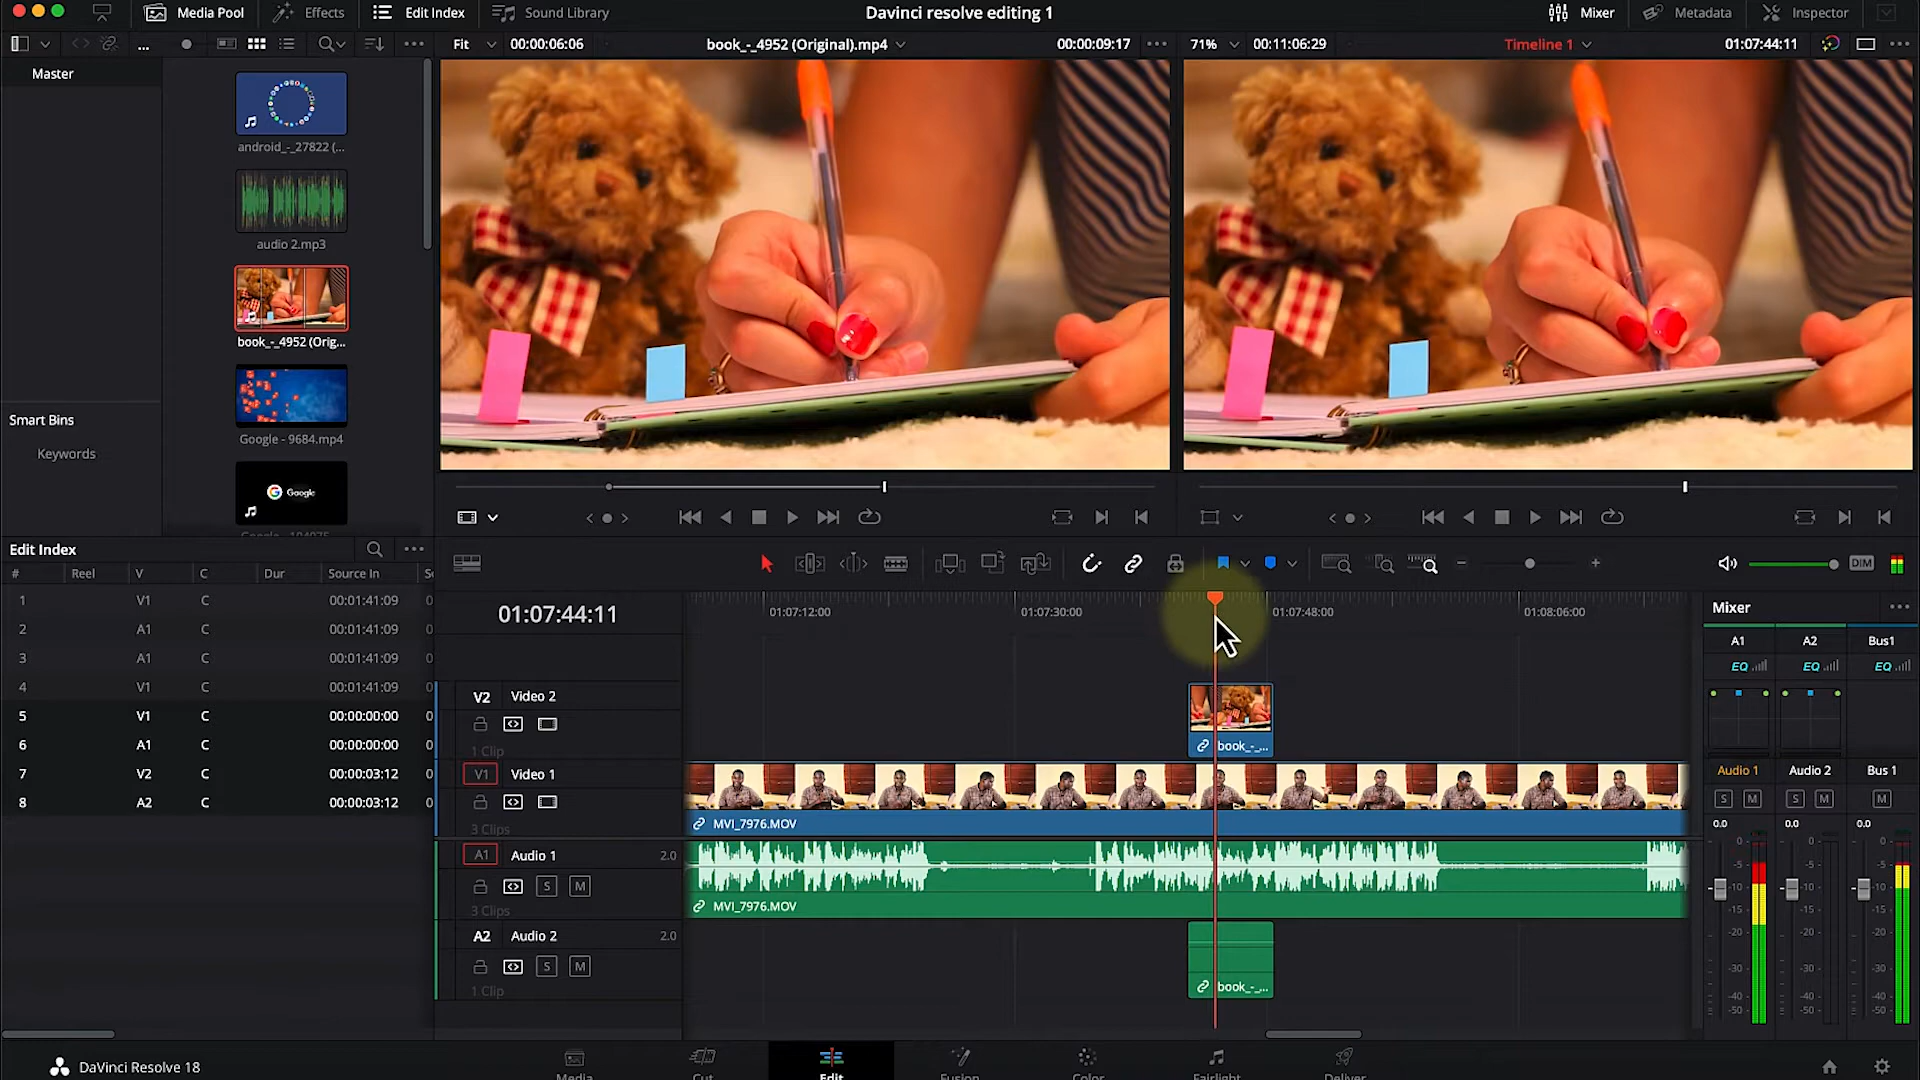 Media Pool
Effects
Edit Index
Sound Library
Davinci resolve editing 1
Mixer
Metadata
Inspector
Fit
00:00:06:06
book_-_4952 (Original).mp4
00:00:09:17
71%
00:11:06:29
Timeline 1
01:07:44:11
Master
android_-_27822 (...
audio 2.mp3
book_-_4952 (Orig...
Google - 9684.mp4
Google
Smart Bins
Keywords
Edit Index
# Reel V C Dur Source In
1 V1 C 00:01:41:09 0
2 A1 C 00:01:41:09 0
3 A1 C 00:01:41:09 0
4 V1 C 00:01:41:09 0
5 V1 C 00:00:00:00 0
6 A1 C 00:00:00:00 0
7 V2 C 00:00:03:12 0
8 A2 C 00:00:03:12 0
DIM
01:07:44:11
01:07:12:00
01:07:30:00
01:07:48:00
01:08:06:00
V2 Video 2
1 Clip
book_-_...
V1 Video 1
3 Clips
MVI_7976.MOV
A1 Audio 1 2.0
S M
3 Clips
MVI_7976.MOV
A2 Audio 2 2.0
S M
1 Clip
book_-_...
Mixer
A1 A2 Bus1
EQ EQ EQ
Audio 1 Audio 2 Bus 1
S M S M M
0.0 0.0 0.0
0 0 0
-5 -5 -5
-10 -10 -10
-15 -15 -15
-20 -20 -20
-30 -30 -30
-40 -40 -40
-50 -50 -50
DaVinci Resolve 18
Media
Cut
Edit
Fusion
Color
Fairlight
Deliver